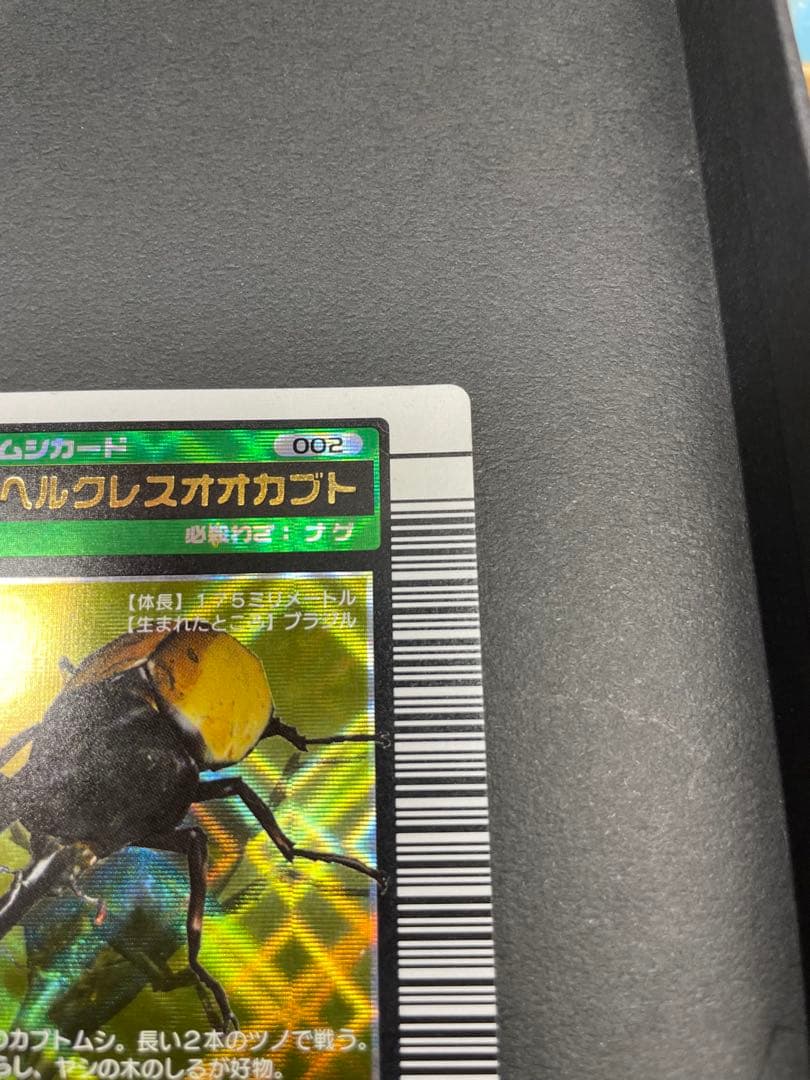 ムシカード
002
ヘルクレスオオカブト
必殺わざ：ナゲ
【体長】175ミリメートル
【生まれたところ】ブラジル
のカブトムシ。長い2本のツノで戦う。
らし、ヤシの木のしるが好物。